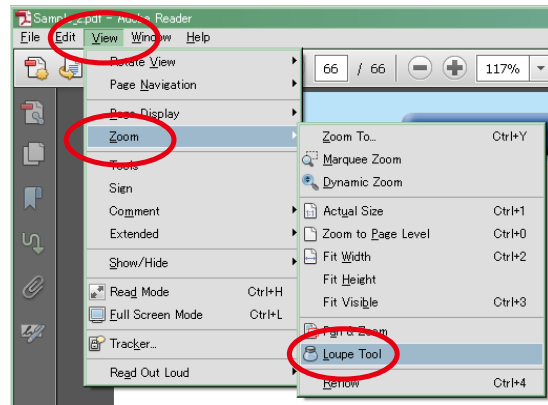 Sample_2.pdf - Adobe Reader
File Edit View Window Help
66 / 66 117%
Rotate View
Page Navigation
Page Display
Zoom
Tools
Sign
Comment
Extended
Show/Hide
Read Mode Ctrl+H
Full Screen Mode Ctrl+L
Tracker...
Read Out Loud
Zoom To... Ctrl+Y
Marquee Zoom
Dynamic Zoom
Actual Size Ctrl+1
Zoom to Page Level Ctrl+0
Fit Width Ctrl+2
Fit Height
Fit Visible Ctrl+3
Pan & Zoom
Loupe Tool
Reflow Ctrl+4